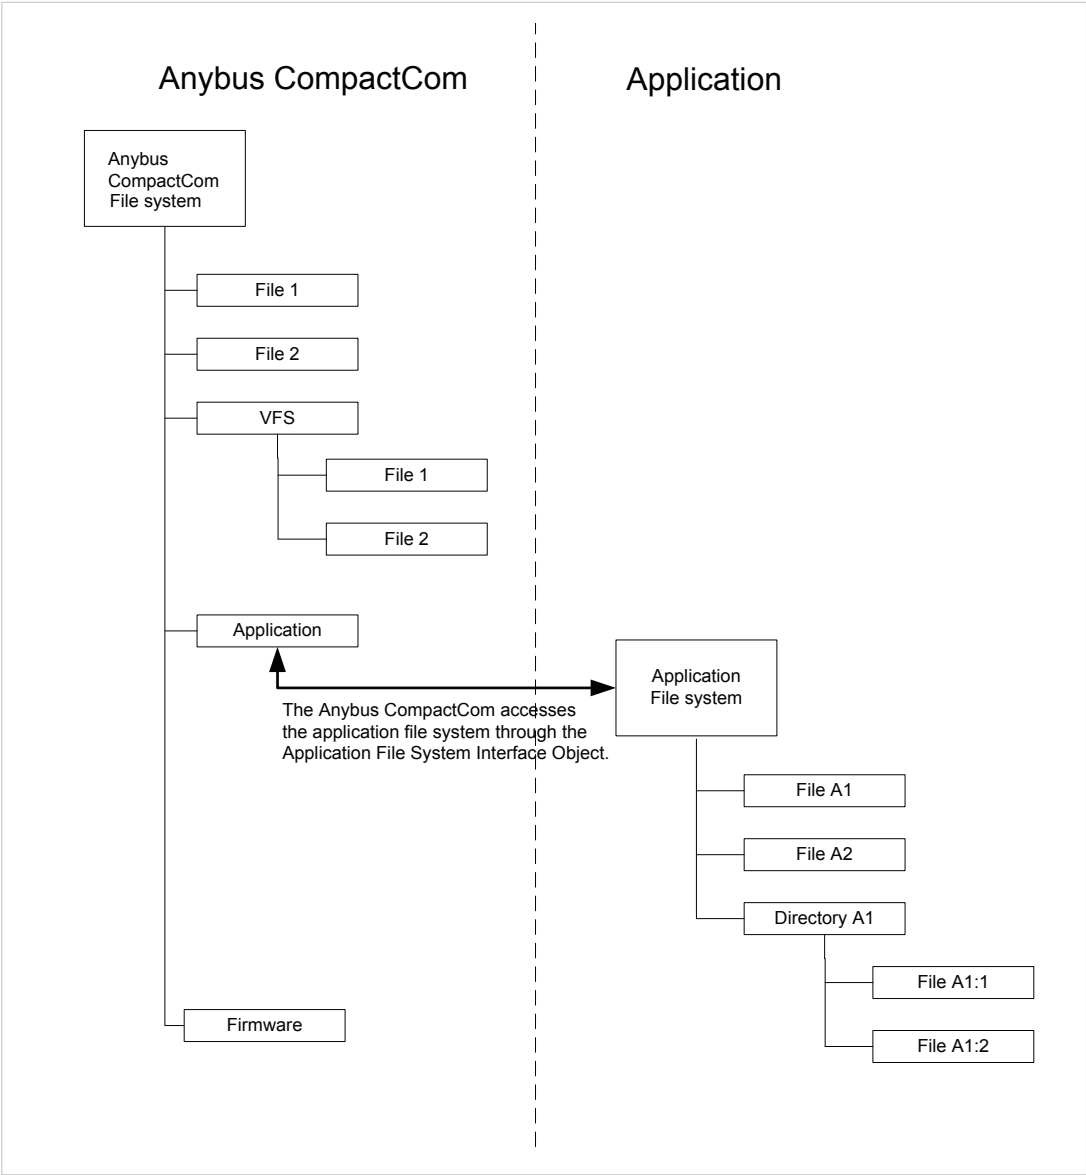 Anybus CompactCom
Application
Anybus
CompactCom
File system
File 1
File 2
VFS
File 1
File 2
Application
The Anybus CompactCom accesses
the application file system through the
Application File System Interface Object.
Firmware
Application
File system
File A1
File A2
Directory A1
File A1:1
File A1:2